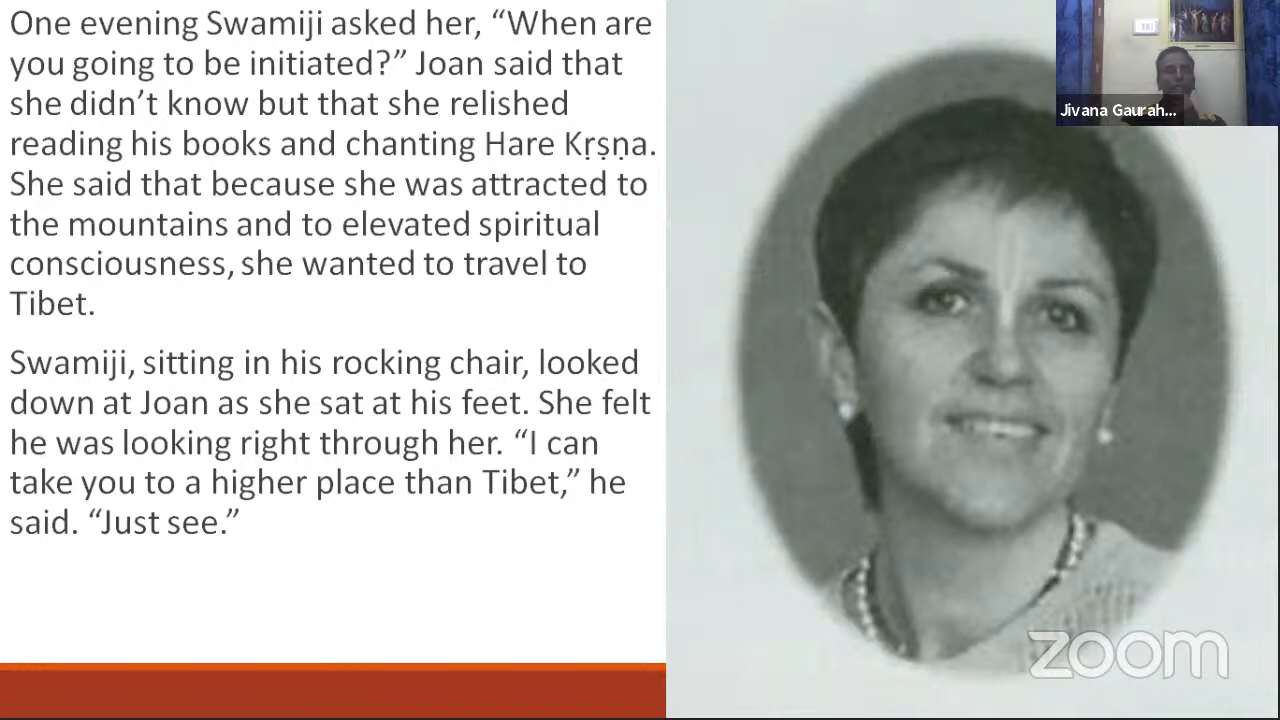 One evening Swamiji asked her, “When are
you going to be initiated?” Joan said that
she didn’t know but that she relished
reading his books and chanting Hare Kṛṣṇa.
She said that because she was attracted to
the mountains and to elevated spiritual
consciousness, she wanted to travel to
Tibet.
Swamiji, sitting in his rocking chair, looked
down at Joan as she sat at his feet. She felt
he was looking right through her. “I can
take you to a higher place than Tibet,” he
said. “Just see.”
Jivana Gaurah...
zoom